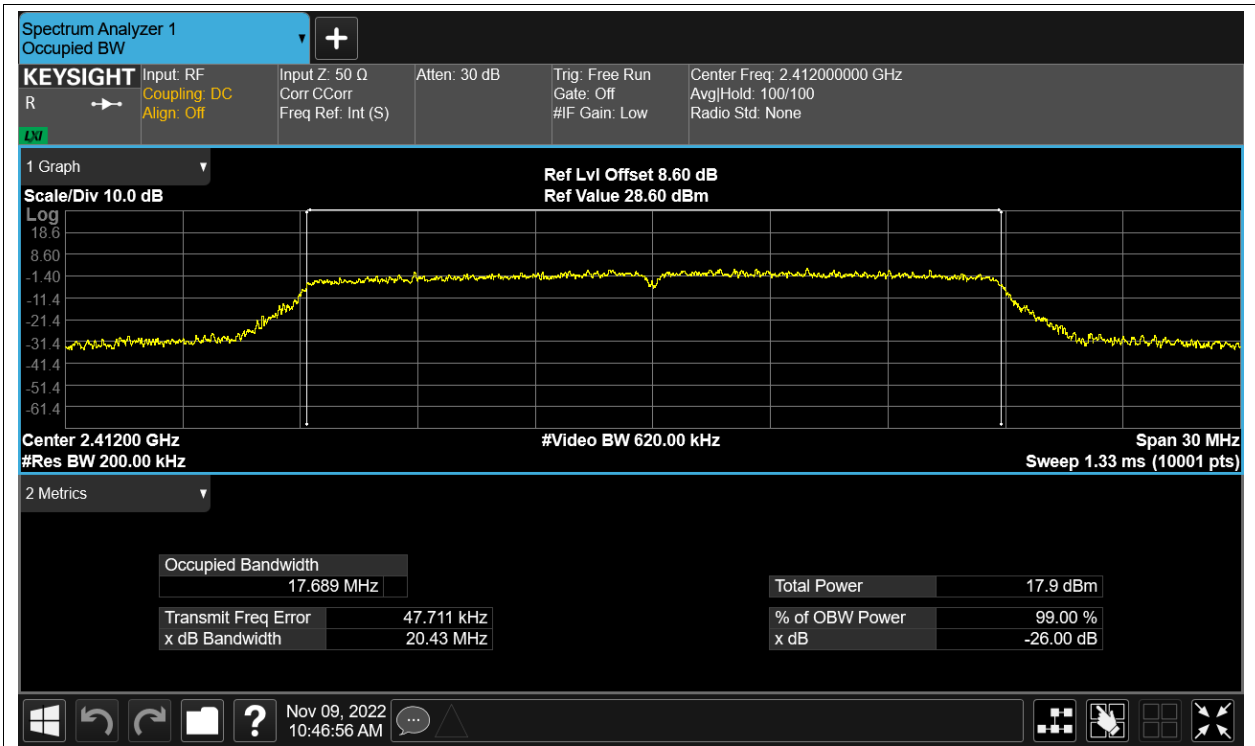 Spectrum Analyzer 1
Occupied BW
KEYSIGHT
R
LXI
Input: RF
Coupling: DC
Align: Off
Input Z: 50 Ω
Corr CCorr
Freq Ref: Int (S)
Atten: 30 dB
Trig: Free Run
Gate: Off
#IF Gain: Low
Center Freq: 2.412000000 GHz
Avg|Hold: 100/100
Radio Std: None
1 Graph
Scale/Div 10.0 dB
Ref Lvl Offset 8.60 dB
Ref Value 28.60 dBm
Log
18.6
8.60
-1.40
-11.4
-21.4
-31.4
-41.4
-51.4
-61.4
Center 2.41200 GHz
#Video BW 620.00 kHz
Span 30 MHz
#Res BW 200.00 kHz
Sweep 1.33 ms (10001 pts)
2 Metrics
Occupied Bandwidth
17.689 MHz
Total Power 17.9 dBm
Transmit Freq Error 47.711 kHz
% of OBW Power 99.00 %
x dB Bandwidth 20.43 MHz
x dB -26.00 dB
?
Nov 09, 2022
10:46:56 AM